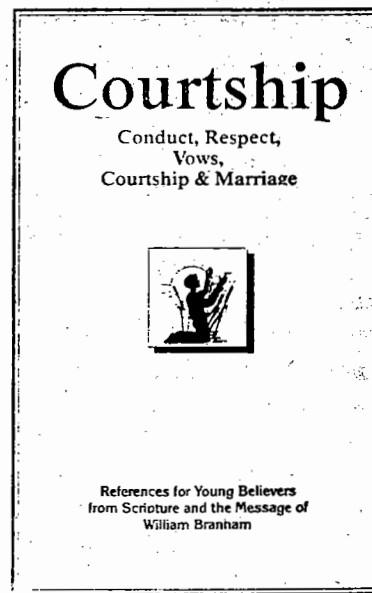 Courtship
Conduct, Respect,
Vows,
Courtship & Marriage
References for Young Believers
from Scripture and the Message of
William Branham